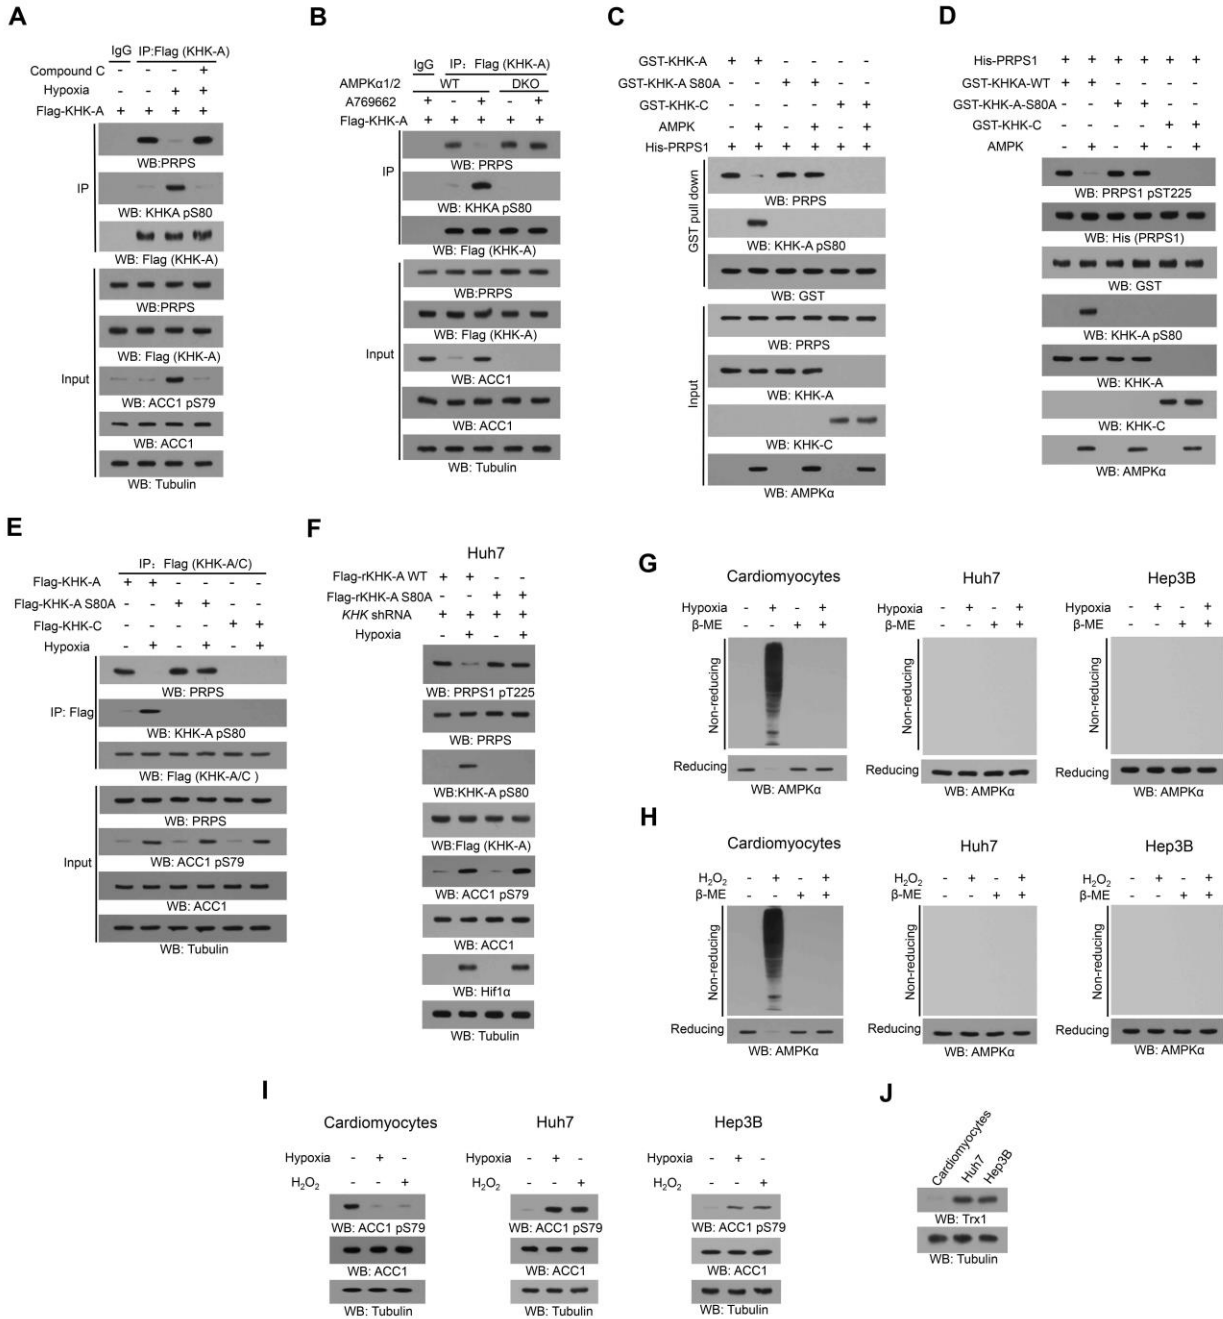 A
IgG IP:Flag (KHK-A)
Compound C - - - +
Hypoxia - - + +
Flag-KHK-A + + + +
IP
WB:PRPS
WB: KHKA pS80
WB: Flag (KHK-A)
Input
WB:PRPS
WB: Flag (KHK-A)
WB: ACC1 pS79
WB: ACC1
WB: Tubulin
B
IgG IP: Flag (KHK-A)
AMPKα1/2 WT DKO
A769662 + - + - +
Flag-KHK-A + + + + +
IP
WB: PRPS
WB: KHKA pS80
WB: Flag (KHK-A)
Input
WB:PRPS
WB: Flag (KHK-A)
WB: ACC1
WB: ACC1
WB: Tubulin
C
GST-KHK-A + + - - - -
GST-KHK-A S80A - - + + - -
GST-KHK-C - - - - + +
AMPK - + - + - +
His-PRPS1 + + + + + +
GST pull down
WB: PRPS
WB: KHK-A pS80
WB: GST
Input
WB: PRPS
WB: KHK-A
WB: KHK-C
WB: AMPKα
D
His-PRPS1 + + + + + +
GST-KHKA-WT + + - - - -
GST-KHK-A-S80A - - + + - -
GST-KHK-C - - - - + +
AMPK - + - + - +
WB: PRPS1 pST225
WB: His (PRPS1)
WB: GST
WB: KHK-A pS80
WB: KHK-A
WB: KHK-C
WB: AMPKα
E
IP: Flag (KHK-A/C)
Flag-KHK-A + + - - - -
Flag-KHK-A S80A - - + + - -
Flag-KHK-C - - - - + +
Hypoxia - + - + - +
IP: Flag
WB: PRPS
WB: KHK-A pS80
WB: Flag (KHK-A/C )
Input
WB: PRPS
WB: ACC1 pS79
WB: ACC1
WB: Tubulin
F
Huh7
Flag-rKHK-A WT + + - -
Flag-rKHK-A S80A - - + +
KHK shRNA + + + +
Hypoxia - + - +
WB: PRPS1 pT225
WB: PRPS
WB:KHK-A pS80
WB:Flag (KHK-A)
WB: ACC1 pS79
WB: ACC1
WB: Hif1α
WB: Tubulin
G
Cardiomyocytes Huh7 Hep3B
Hypoxia - + - + Hypoxia - + - + Hypoxia - + - +
β-ME - - + + β-ME - - + + β-ME - - + +
Non-reducing Non-reducing Non-reducing
Reducing Reducing Reducing
WB: AMPKα WB: AMPKα WB: AMPKα
H
Cardiomyocytes Huh7 Hep3B
H2O2 - + - + H2O2 - + - + H2O2 - + - +
β-ME - - + + β-ME - - + + β-ME - - + +
Non-reducing Non-reducing Non-reducing
Reducing Reducing Reducing
WB: AMPKα WB: AMPKα WB: AMPKα
I
Cardiomyocytes Huh7 Hep3B
Hypoxia - + - Hypoxia - + - Hypoxia - + -
H2O2 - - + H2O2 - - + H2O2 - - +
WB: ACC1 pS79 WB: ACC1 pS79 WB: ACC1 pS79
WB: ACC1 WB: ACC1 WB: ACC1
WB: Tubulin WB: Tubulin WB: Tubulin
J
Cardiomyocytes Huh7 Hep3B
WB: Trx1
WB: Tubulin